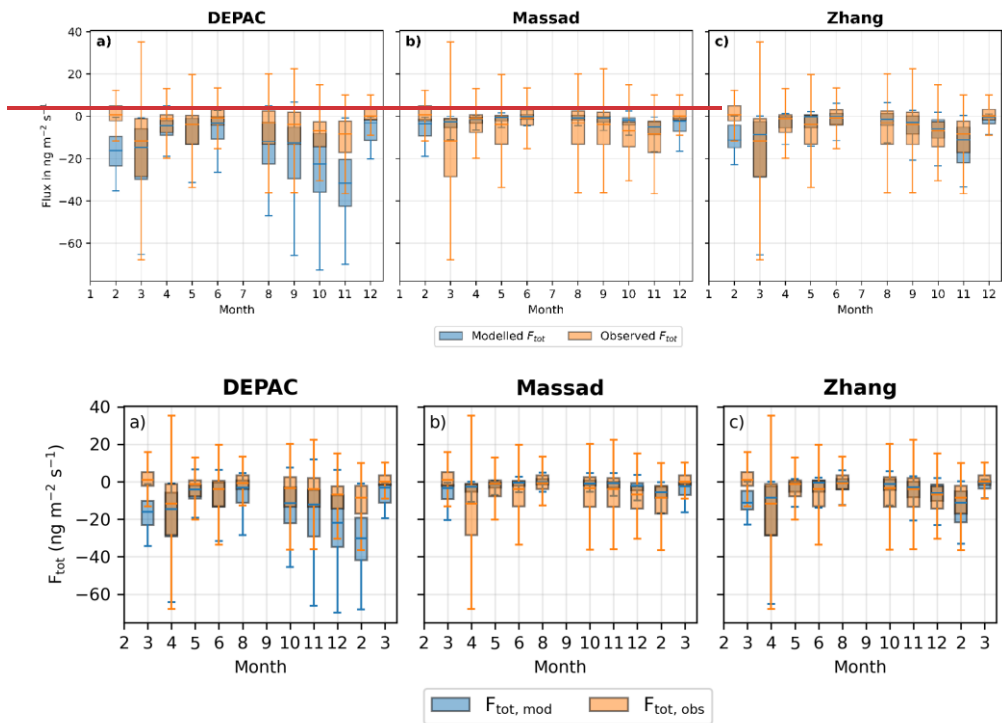 DEPAC Massad Zhang
a) b) c)
40
20
0
−20
−40
−60
Flux in ng m⁻² s⁻¹
1 2 3 4 5 6 7 8 9 10 11 12 1 2 3 4 5 6 7 8 9 10 11 12 1 2 3 4 5 6 7 8 9 10 11 12
Month Month Month
Modelled F_tot Observed F_tot
DEPAC Massad Zhang
a) b) c)
40
20
0
−20
−40
−60
F_tot (ng m⁻² s⁻¹)
2 3 4 5 6 8 9 10 11 12 2 3 2 3 4 5 6 8 9 10 11 12 2 3 2 3 4 5 6 8 9 10 11 12 2 3
Month Month Month
F_tot, mod F_tot, obs